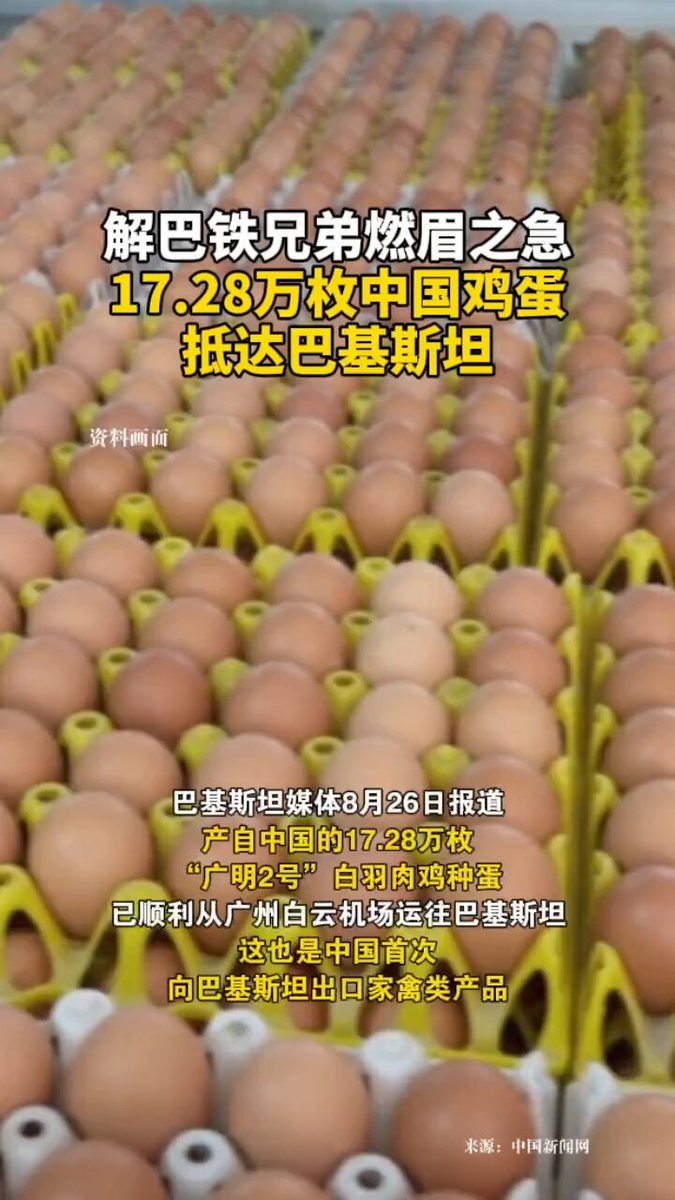 解巴铁兄弟燃眉之急
17.28万枚中国鸡蛋
抵达巴基斯坦
资料画面
巴基斯坦媒体8月26日报道
产自中国的17.28万枚
“广明2号”白羽肉鸡种蛋
已顺利从广州白云机场运往巴基斯坦
这也是中国首次
向巴基斯坦出口家禽类产品
来源：中国新闻网